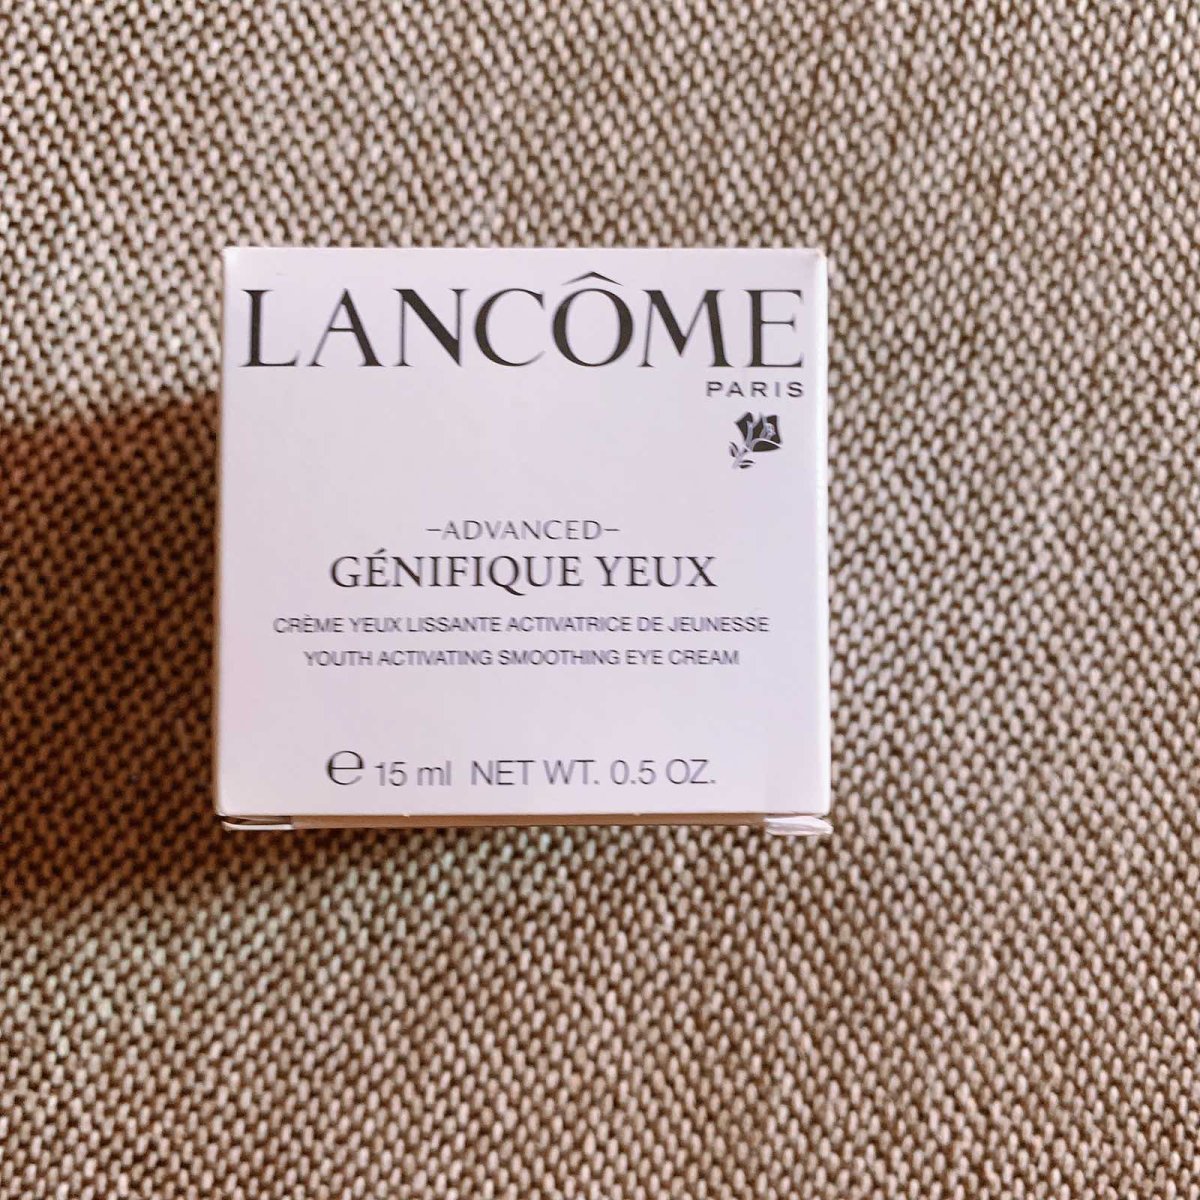 LANCÔME
PARIS
–ADVANCED–
GÉNIFIQUE YEUX
CRÈME YEUX LISSANTE ACTIVATRICE DE JEUNESSE
YOUTH ACTIVATING SMOOTHING EYE CREAM
℮ 15 ml NET WT. 0.5 OZ.